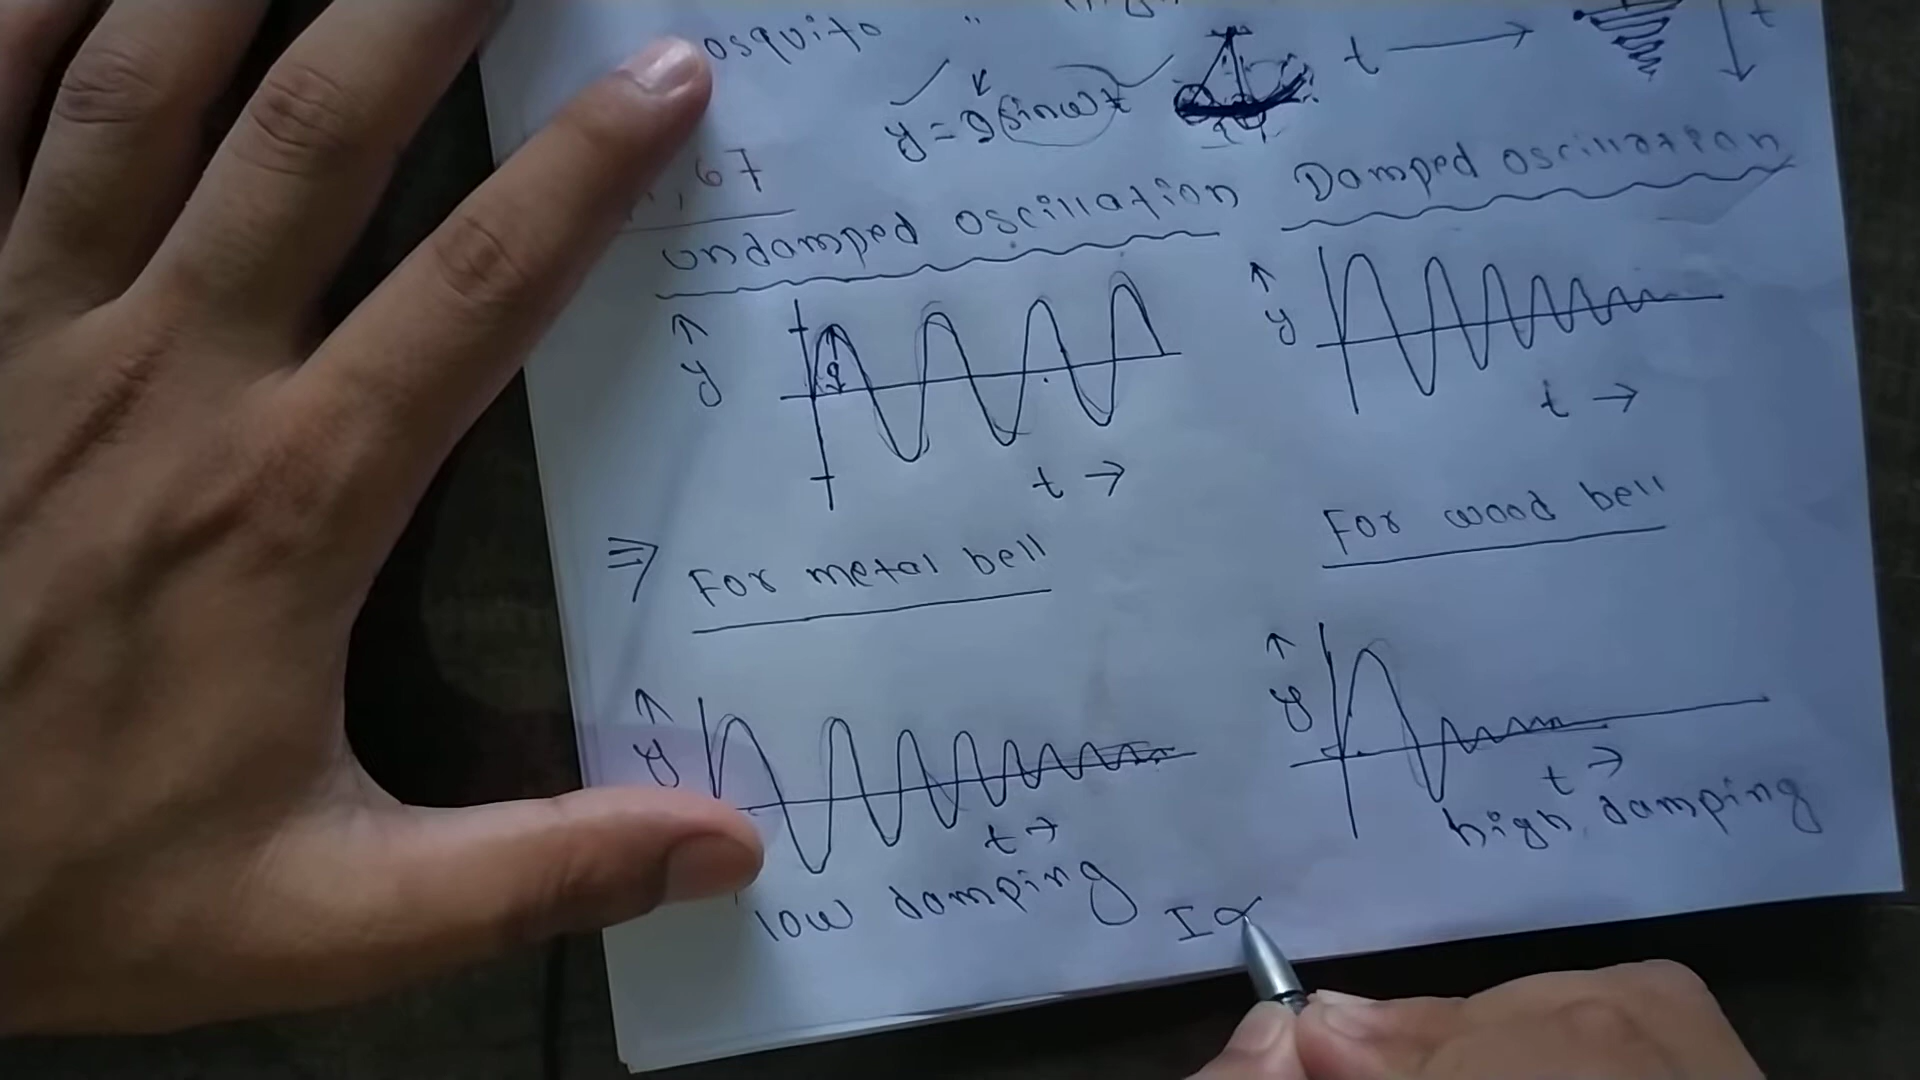 osquito "
y = a sinωt
t →
t
, 67
undamped oscillation
Damped oscillation
y
a
t →
y
t →
⇒ For metal bell
For wood bell
y
t →
low damping
y
t →
high damping
I ∝